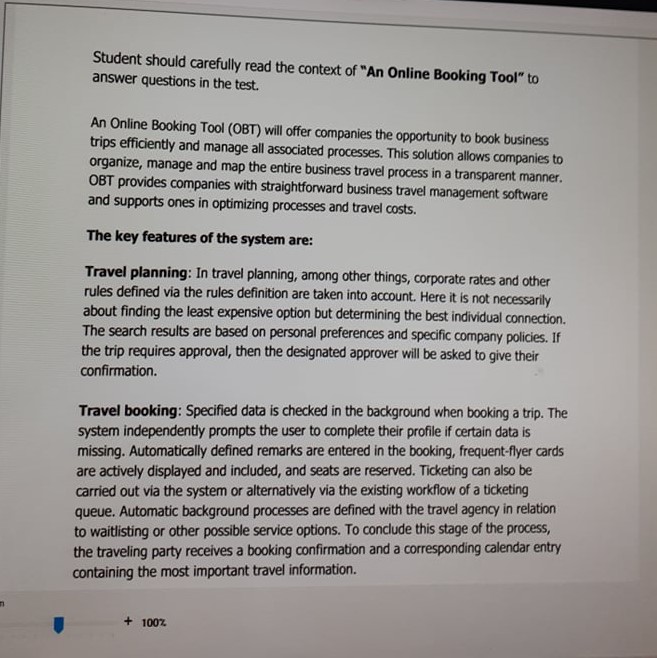 Student should carefully read the context of "An Online Booking Tool" to
answer questions in the test.
An Online Booking Tool (OBT) will offer companies the opportunity to book business
trips efficiently and manage all associated processes. This solution allows companies to
organize, manage and map the entire business travel process in a transparent manner.
OBT provides companies with straightforward business travel management software
and supports ones in optimizing processes and travel costs.
The key features of the system are:
Travel planning: In travel planning, among other things, corporate rates and other
rules defined via the rules definition are taken into account. Here it is not necessarily
about finding the least expensive option but determining the best individual connection.
The search results are based on personal preferences and specific company policies. If
the trip requires approval, then the designated approver will be asked to give their
confirmation.
Travel booking: Specified data is checked in the background when booking a trip. The
system independently prompts the user to complete their profile if certain data is
missing. Automatically defined remarks are entered in the booking, frequent-flyer cards
are actively displayed and included, and seats are reserved. Ticketing can also be
carried out via the system or alternatively via the existing workflow of a ticketing
queue. Automatic background processes are defined with the travel agency in relation
to waitlisting or other possible service options. To conclude this stage of the process,
the traveling party receives a booking confirmation and a corresponding calendar entry
containing the most important travel information.
+ 100%